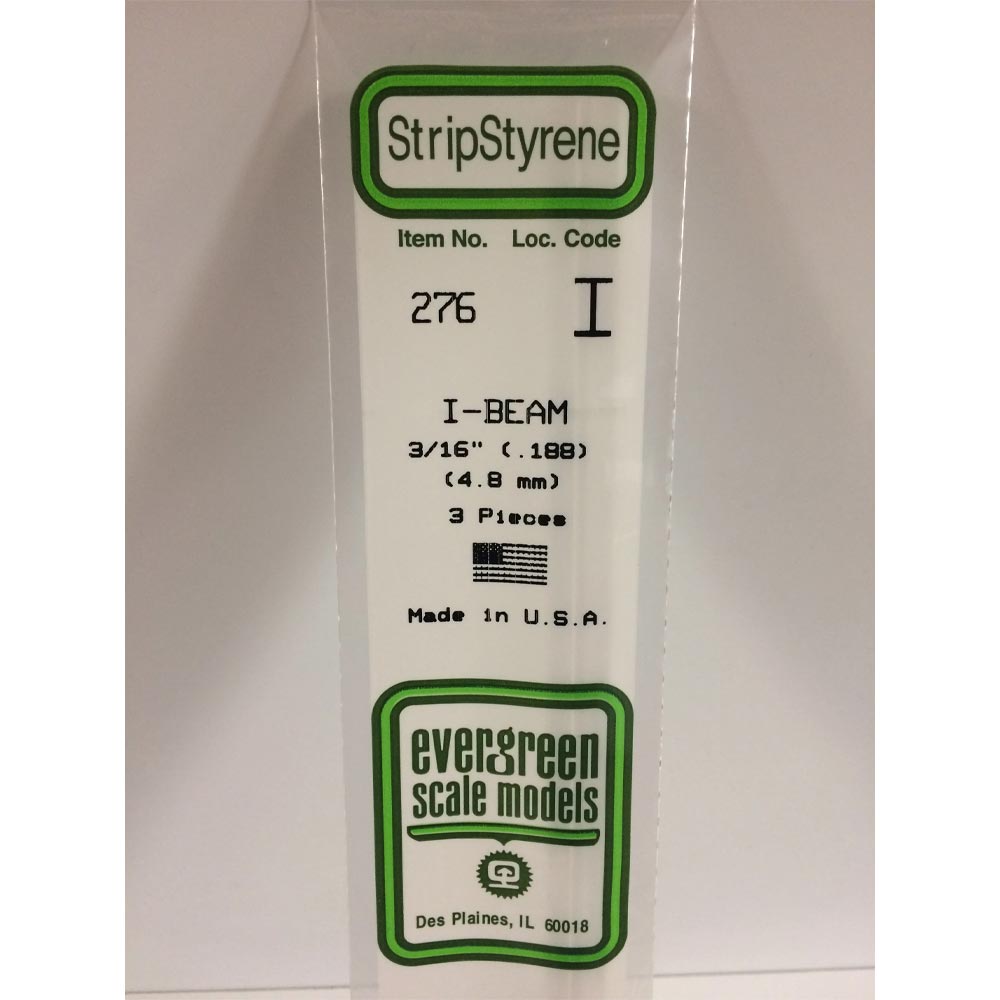 StripStyrene
Item No. Loc. Code
276 I
I-BEAM
3/16" (.188)
(4.8 mm)
3 Pieces
Made in U.S.A.
evergreen
scale models
Des Plaines, IL 60018